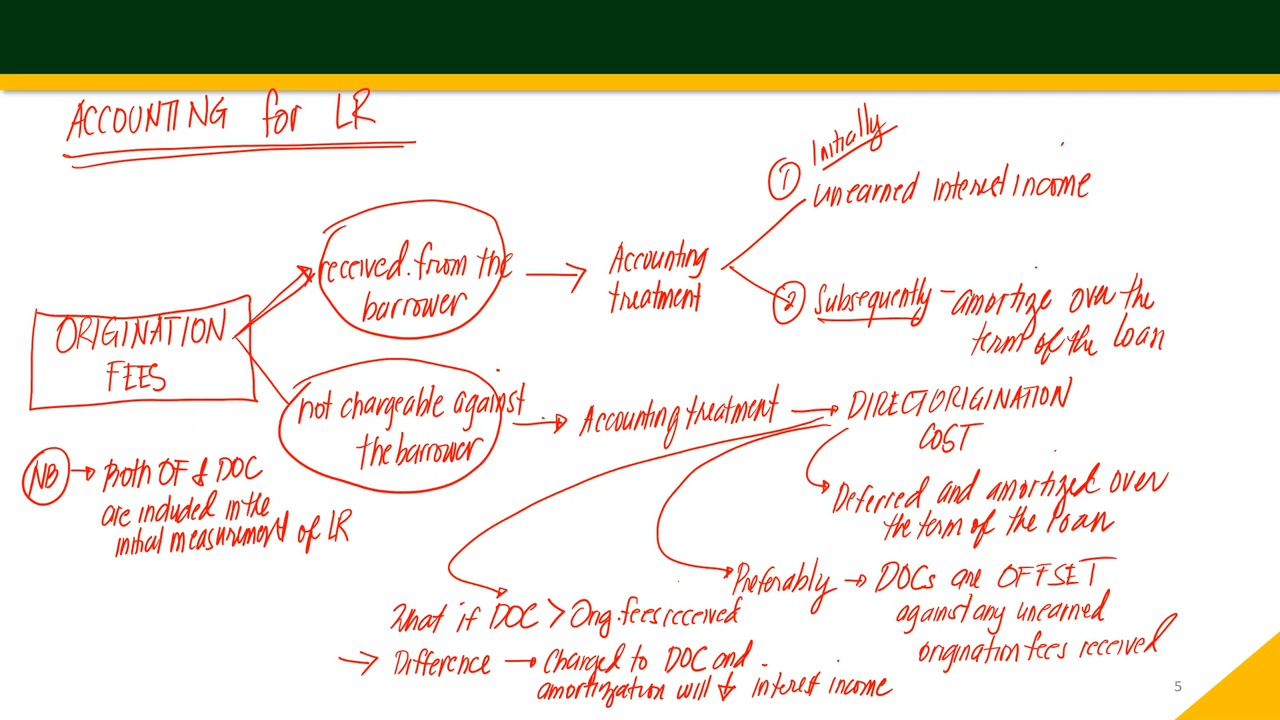 ACCOUNTING for LR
① Initially
unearned interest income
received from the
barrower
→ Accounting
treatment
② Subsequently - amortize over the
term of the loan
ORIGINATION
FEES
not chargeable against
the barrower
→ Accounting treatment → DIRECT ORIGINATION
COST
Deferred and amortized over
the term of the loan
NB → Both OF & DOC
are included in the
initial measurement of LR
Preferably → DOCs are OFFSET
against any unearned
origination fees received
What if DOC > Orig. fees received
→ Difference → Charged to DOC and
amortization will ↓ interest income
5